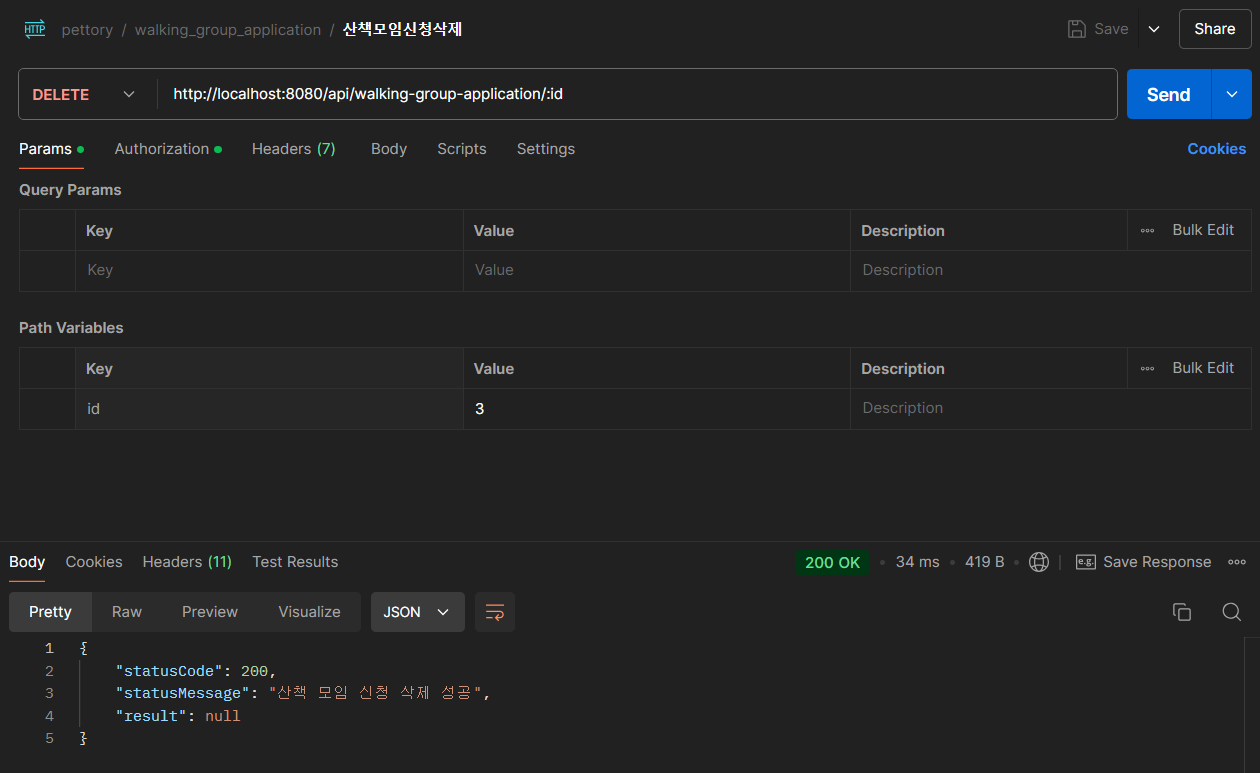 HTTP pettory / walking_group_application / 산책모임신청삭제 Save Share
DELETE http://localhost:8080/api/walking-group-application/:id Send
Params Authorization Headers (7) Body Scripts Settings Cookies
Query Params
Key Value Description Bulk Edit
Key Value Description
Path Variables
Key Value Description Bulk Edit
id 3 Description
Body Cookies Headers (11) Test Results 200 OK 34 ms 419 B e.g. Save Response
Pretty Raw Preview Visualize JSON
1 {
2 "statusCode": 200,
3 "statusMessage": "산책 모임 신청 삭제 성공",
4 "result": null
5 }